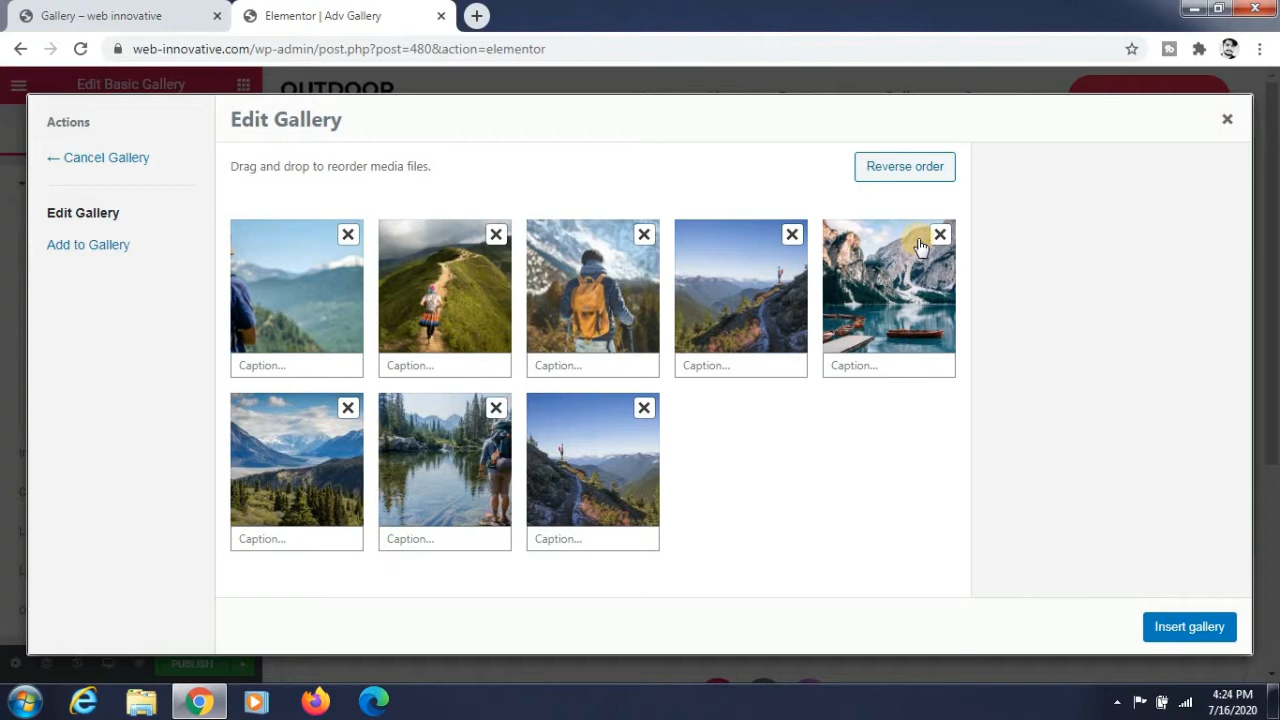 Gallery – web innovative
Elementor | Adv Gallery
web-innovative.com/wp-admin/post.php?post=480&action=elementor
Edit Basic Gallery
OUTDOOR
Actions
Edit Gallery
← Cancel Gallery
Drag and drop to reorder media files.
Reverse order
Edit Gallery
Add to Gallery
Caption...
Caption...
Caption...
Caption...
Caption...
Caption...
Caption...
Caption...
Insert gallery
PUBLISH
4:24 PM
7/16/2020